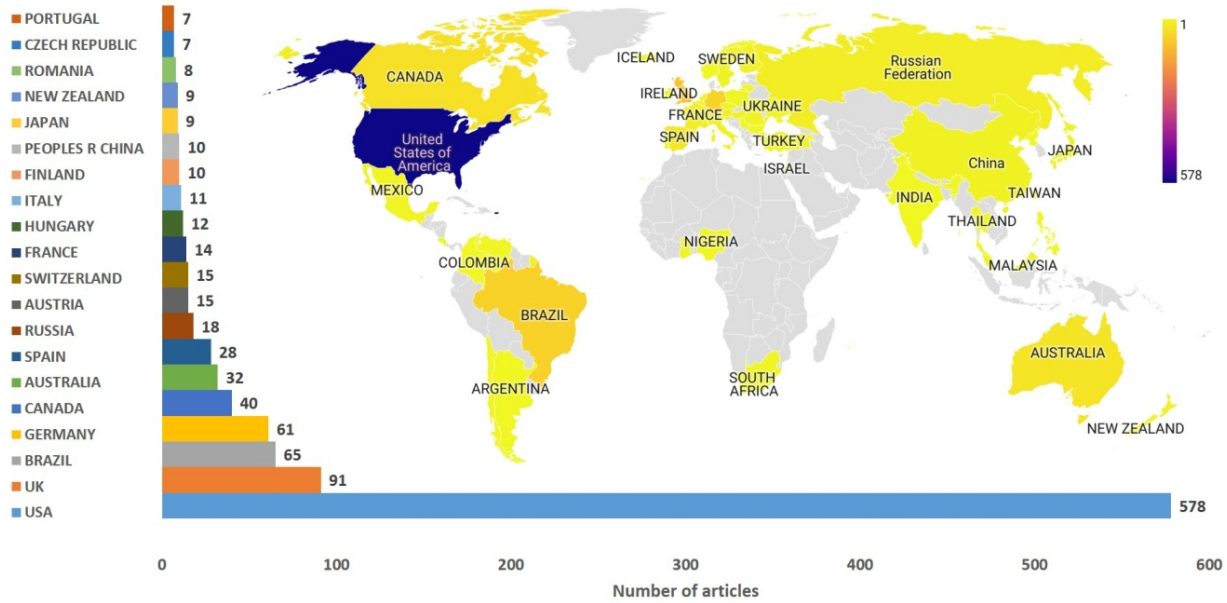 PORTUGAL 7
CZECH REPUBLIC 7
ROMANIA 8
NEW ZEALAND 9
JAPAN 9
PEOPLES R CHINA 10
FINLAND 10
ITALY 11
HUNGARY 12
FRANCE 14
SWITZERLAND 15
AUSTRIA 15
RUSSIA 18
SPAIN 28
AUSTRALIA 32
CANADA 40
GERMANY 61
BRAZIL 65
UK 91
USA 578
0 100 200 300 400 500 600
Number of articles
ICELAND
SWEDEN
Russian
Federation
CANADA
IRELAND
UKRAINE
FRANCE
SPAIN
TURKEY
United
States of
America
ISRAEL
China
JAPAN
MEXICO
INDIA
TAIWAN
THAILAND
NIGERIA
COLOMBIA
MALAYSIA
BRAZIL
AUSTRALIA
SOUTH
AFRICA
ARGENTINA
NEW ZEALAND
1
578